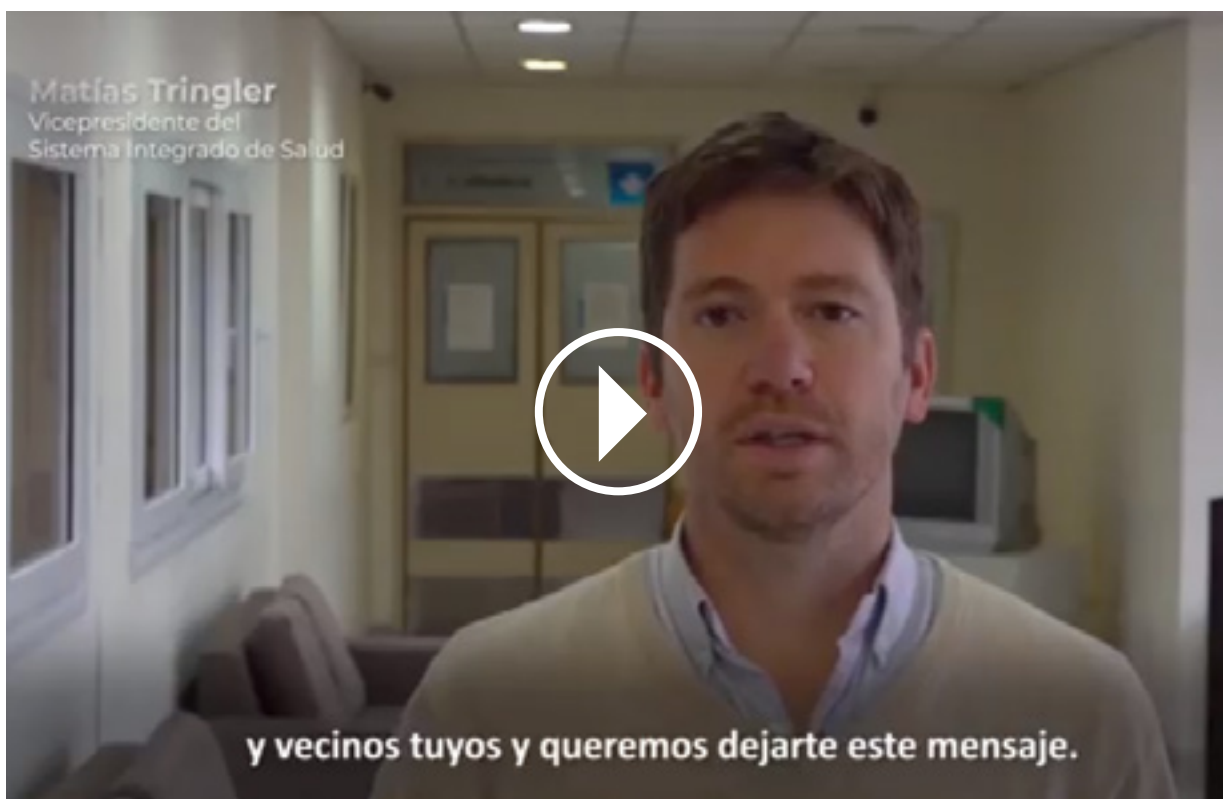 Matías Tringler
Vicepresidente del
Sistema Integrado de Salud
y vecinos tuyos y queremos dejarte este mensaje.